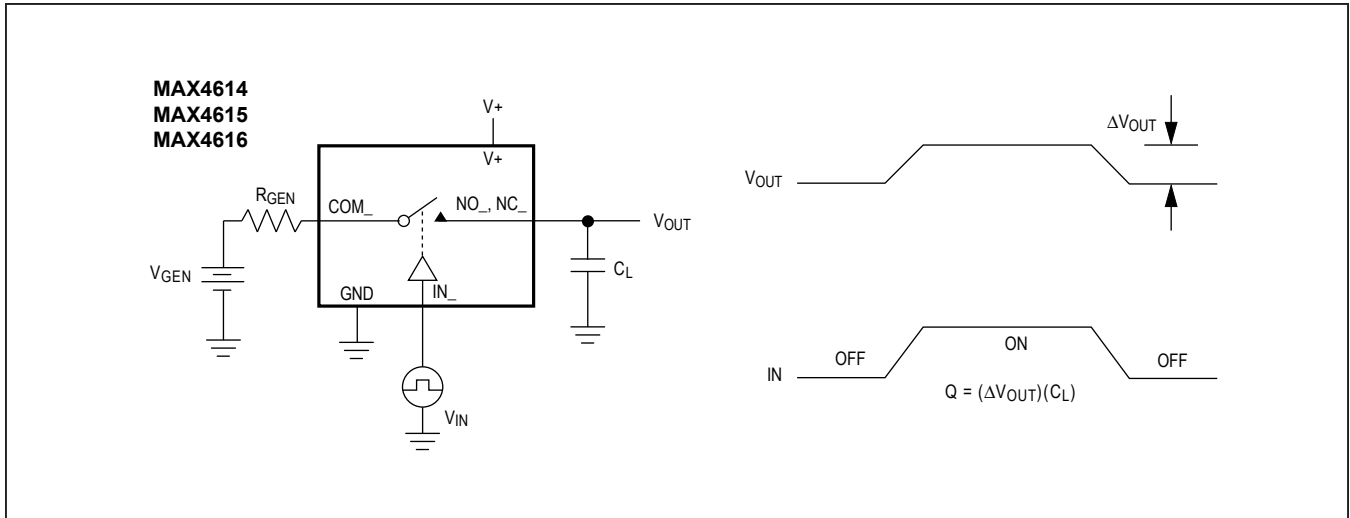 MAX4614
MAX4615
MAX4616
V+
V+
RGEN
COM_
NO_, NC_
VOUT
VGEN
CL
GND
IN_
VIN
ΔVOUT
VOUT
OFF
ON
OFF
IN
Q = (ΔVOUT)(CL)